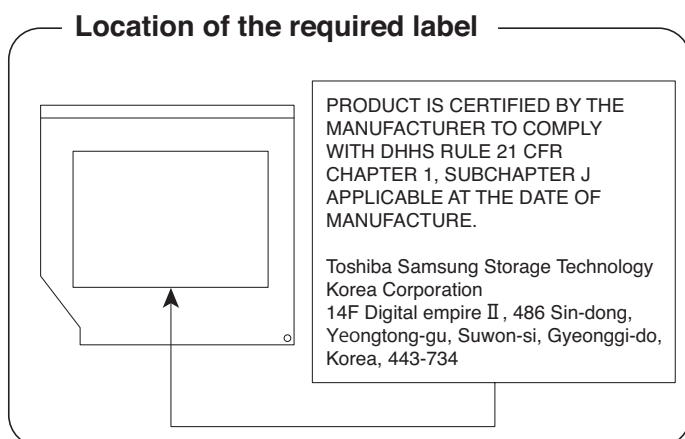 Location of the required label
PRODUCT IS CERTIFIED BY THE
MANUFACTURER TO COMPLY
WITH DHHS RULE 21 CFR
CHAPTER 1, SUBCHAPTER J
APPLICABLE AT THE DATE OF
MANUFACTURE.
Toshiba Samsung Storage Technology
Korea Corporation
14F Digital empire Ⅱ, 486 Sin-dong,
Yeongtong-gu, Suwon-si, Gyeonggi-do,
Korea, 443-734